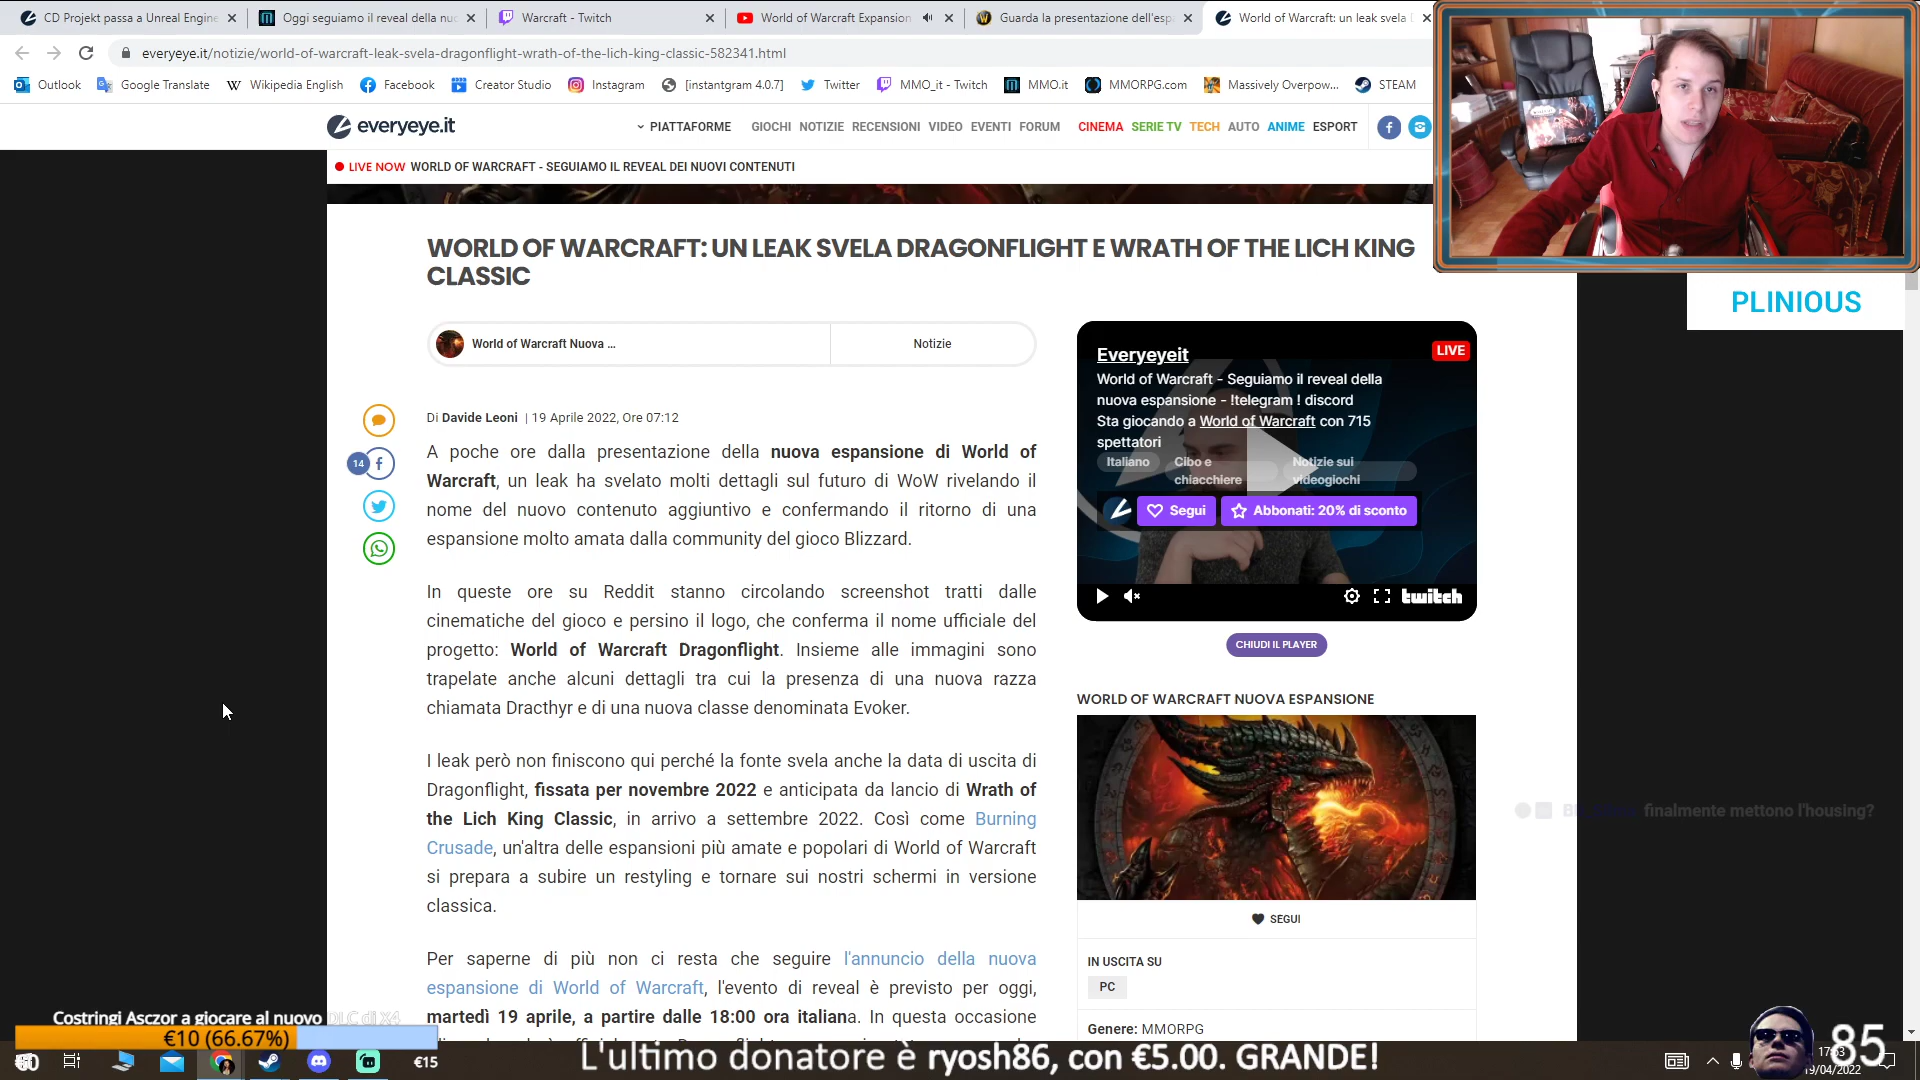 CD Projekt passa a Unreal Engine
Oggi seguiamo il reveal della nuo
Warcraft - Twitch
World of Warcraft Expansion
Guarda la presentazione dell'esp
World of Warcraft: un leak svela
everyeye.it/notizie/world-of-warcraft-leak-svela-dragonflight-wrath-of-the-lich-king-classic-582341.html
Outlook
Google Translate
Wikipedia English
Facebook
Creator Studio
Instagram
[instantgram 4.0.7]
Twitter
MMO_it - Twitch
MMO.it
MMORPG.com
Massively Overpow...
STEAM
everyeye.it
PIATTAFORME GIOCHI NOTIZIE RECENSIONI VIDEO EVENTI FORUM CINEMA SERIE TV TECH AUTO ANIME ESPORT
LIVE NOW WORLD OF WARCRAFT - SEGUIAMO IL REVEAL DEI NUOVI CONTENUTI
WORLD OF WARCRAFT: UN LEAK SVELA DRAGONFLIGHT E WRATH OF THE LICH KING
CLASSIC
PLINIOUS
World of Warcraft Nuova ...
Notizie
Di Davide Leoni | 19 Aprile 2022, Ore 07:12
14
A poche ore dalla presentazione della nuova espansione di World of
Warcraft, un leak ha svelato molti dettagli sul futuro di WoW rivelando il
nome del nuovo contenuto aggiuntivo e confermando il ritorno di una
espansione molto amata dalla community del gioco Blizzard.
In queste ore su Reddit stanno circolando screenshot tratti dalle
cinematiche del gioco e persino il logo, che conferma il nome ufficiale del
progetto: World of Warcraft Dragonflight. Insieme alle immagini sono
trapelate anche alcuni dettagli tra cui la presenza di una nuova razza
chiamata Dracthyr e di una nuova classe denominata Evoker.
I leak però non finiscono qui perché la fonte svela anche la data di uscita di
Dragonflight, fissata per novembre 2022 e anticipata da lancio di Wrath of
the Lich King Classic, in arrivo a settembre 2022. Così come Burning
Crusade, un'altra delle espansioni più amate e popolari di World of Warcraft
si prepara a subire un restyling e tornare sui nostri schermi in versione
classica.
Per saperne di più non ci resta che seguire l'annuncio della nuova
espansione di World of Warcraft, l'evento di reveal è previsto per oggi,
martedì 19 aprile, a partire dalle 18:00 ora italiana. In questa occasione
Everyeyeit
LIVE
World of Warcraft - Seguiamo il reveal della
nuova espansione - !telegram ! discord
Sta giocando a World of Warcraft con 715
spettatori
Italiano
Cibo e
chiacchiere
Notizie sui
videogiochi
Segui
Abbonati: 20% di sconto
twitch
CHIUDI IL PLAYER
WORLD OF WARCRAFT NUOVA ESPANSIONE
SEGUI
IN USCITA SU
PC
Genere: MMORPG
finalmente mettono l'housing?
Costringi Asczor a giocare al nuovo DLC di X4
€10 (66.67%)
€0
€15
L'ultimo donatore è ryosh86, con €5.00. GRANDE!
85
19/04/2022